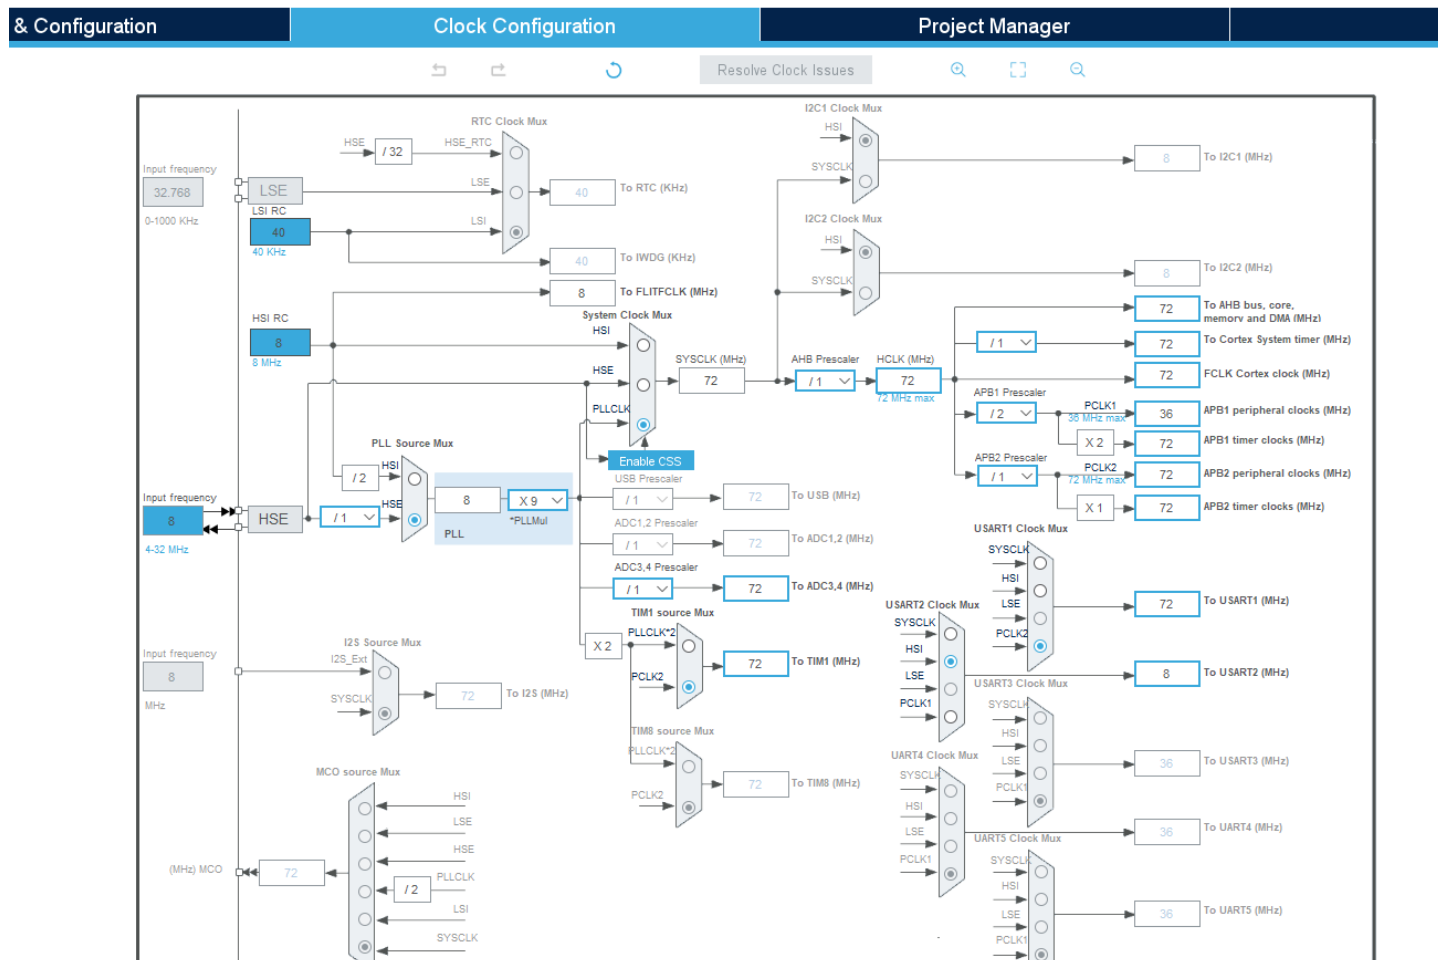 & Configuration
Clock Configuration
Project Manager
Resolve Clock Issues
I2C1 Clock Mux
HSI
SYSCLK
8
To I2C1 (MHz)
RTC Clock Mux
HSE
/ 32
HSE_RTC
Input frequency
32.768
0-1000 KHz
LSE
LSE
40
To RTC (KHz)
LSI RC
40
40 KHz
LSI
I2C2 Clock Mux
HSI
SYSCLK
8
To I2C2 (MHz)
40
To IWDG (KHz)
8
To FLITFCLK (MHz)
System Clock Mux
HSI RC
8
8 MHz
HSI
HSE
PLLCLK
Enable CSS
SYSCLK (MHz)
72
AHB Prescaler
/ 1
HCLK (MHz)
72
72 MHz max
72
To AHB bus, core,
memory and DMA (MHz)
/ 1
72
To Cortex System timer (MHz)
72
FCLK Cortex clock (MHz)
APB1 Prescaler
/ 2
PCLK1
36 MHz max
36
APB1 peripheral clocks (MHz)
X 2
72
APB1 timer clocks (MHz)
APB2 Prescaler
/ 1
PCLK2
72 MHz max
72
APB2 peripheral clocks (MHz)
X 1
72
APB2 timer clocks (MHz)
PLL Source Mux
/ 2
HSI
Input frequency
8
4-32 MHz
HSE
/ 1
HSE
8
X 9
*PLLMul
PLL
USB Prescaler
/ 1
72
To USB (MHz)
ADC1,2 Prescaler
/ 1
72
To ADC1,2 (MHz)
ADC3,4 Prescaler
/ 1
72
To ADC3,4 (MHz)
TIM1 source Mux
X 2
PLLCLK*2
PCLK2
72
To TIM1 (MHz)
TIM8 source Mux
PLLCLK*2
PCLK2
72
To TIM8 (MHz)
USART1 Clock Mux
SYSCLK
HSI
LSE
PCLK2
72
To USART1 (MHz)
USART2 Clock Mux
SYSCLK
HSI
LSE
PCLK1
8
To USART2 (MHz)
USART3 Clock Mux
SYSCLK
HSI
LSE
PCLK1
36
To USART3 (MHz)
UART4 Clock Mux
SYSCLK
HSI
LSE
PCLK1
36
To UART4 (MHz)
UART5 Clock Mux
SYSCLK
HSI
LSE
PCLK1
36
To UART5 (MHz)
Input frequency
8
MHz
I2S Source Mux
I2S_Ext
SYSCLK
72
To I2S (MHz)
MCO source Mux
HSI
LSE
HSE
PLLCLK
/ 2
LSI
SYSCLK
(MHz) MCO
72